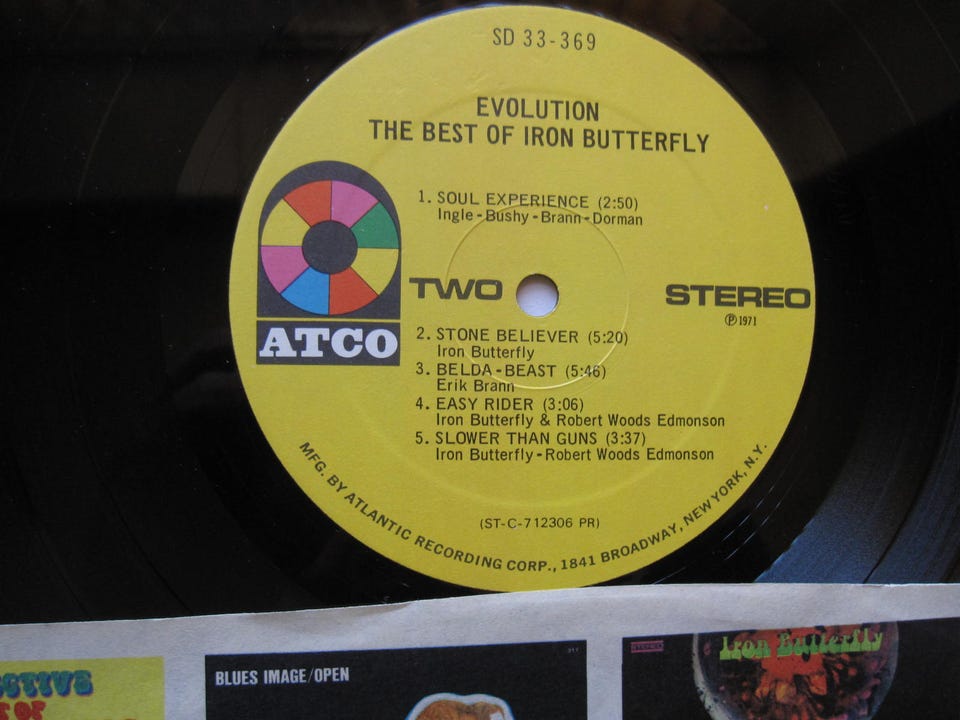 SD 33-369
EVOLUTION
THE BEST OF IRON BUTTERFLY
1. SOUL EXPERIENCE (2:50)
Ingle - Bushy - Brann - Dorman
ATCO
TWO
STEREO
℗ 1971
2. STONE BELIEVER (5:20)
Iron Butterfly
3. BELDA - BEAST (5:46)
Erik Brann
4. EASY RIDER (3:06)
Iron Butterfly & Robert Woods Edmonson
5. SLOWER THAN GUNS (3:37)
Iron Butterfly - Robert Woods Edmonson
(ST-C-712306 PR)
MFG. BY ATLANTIC RECORDING CORP., 1841 BROADWAY, NEW YORK, N.Y.
BLUES IMAGE/OPEN
STEREO
Iron Butterfly